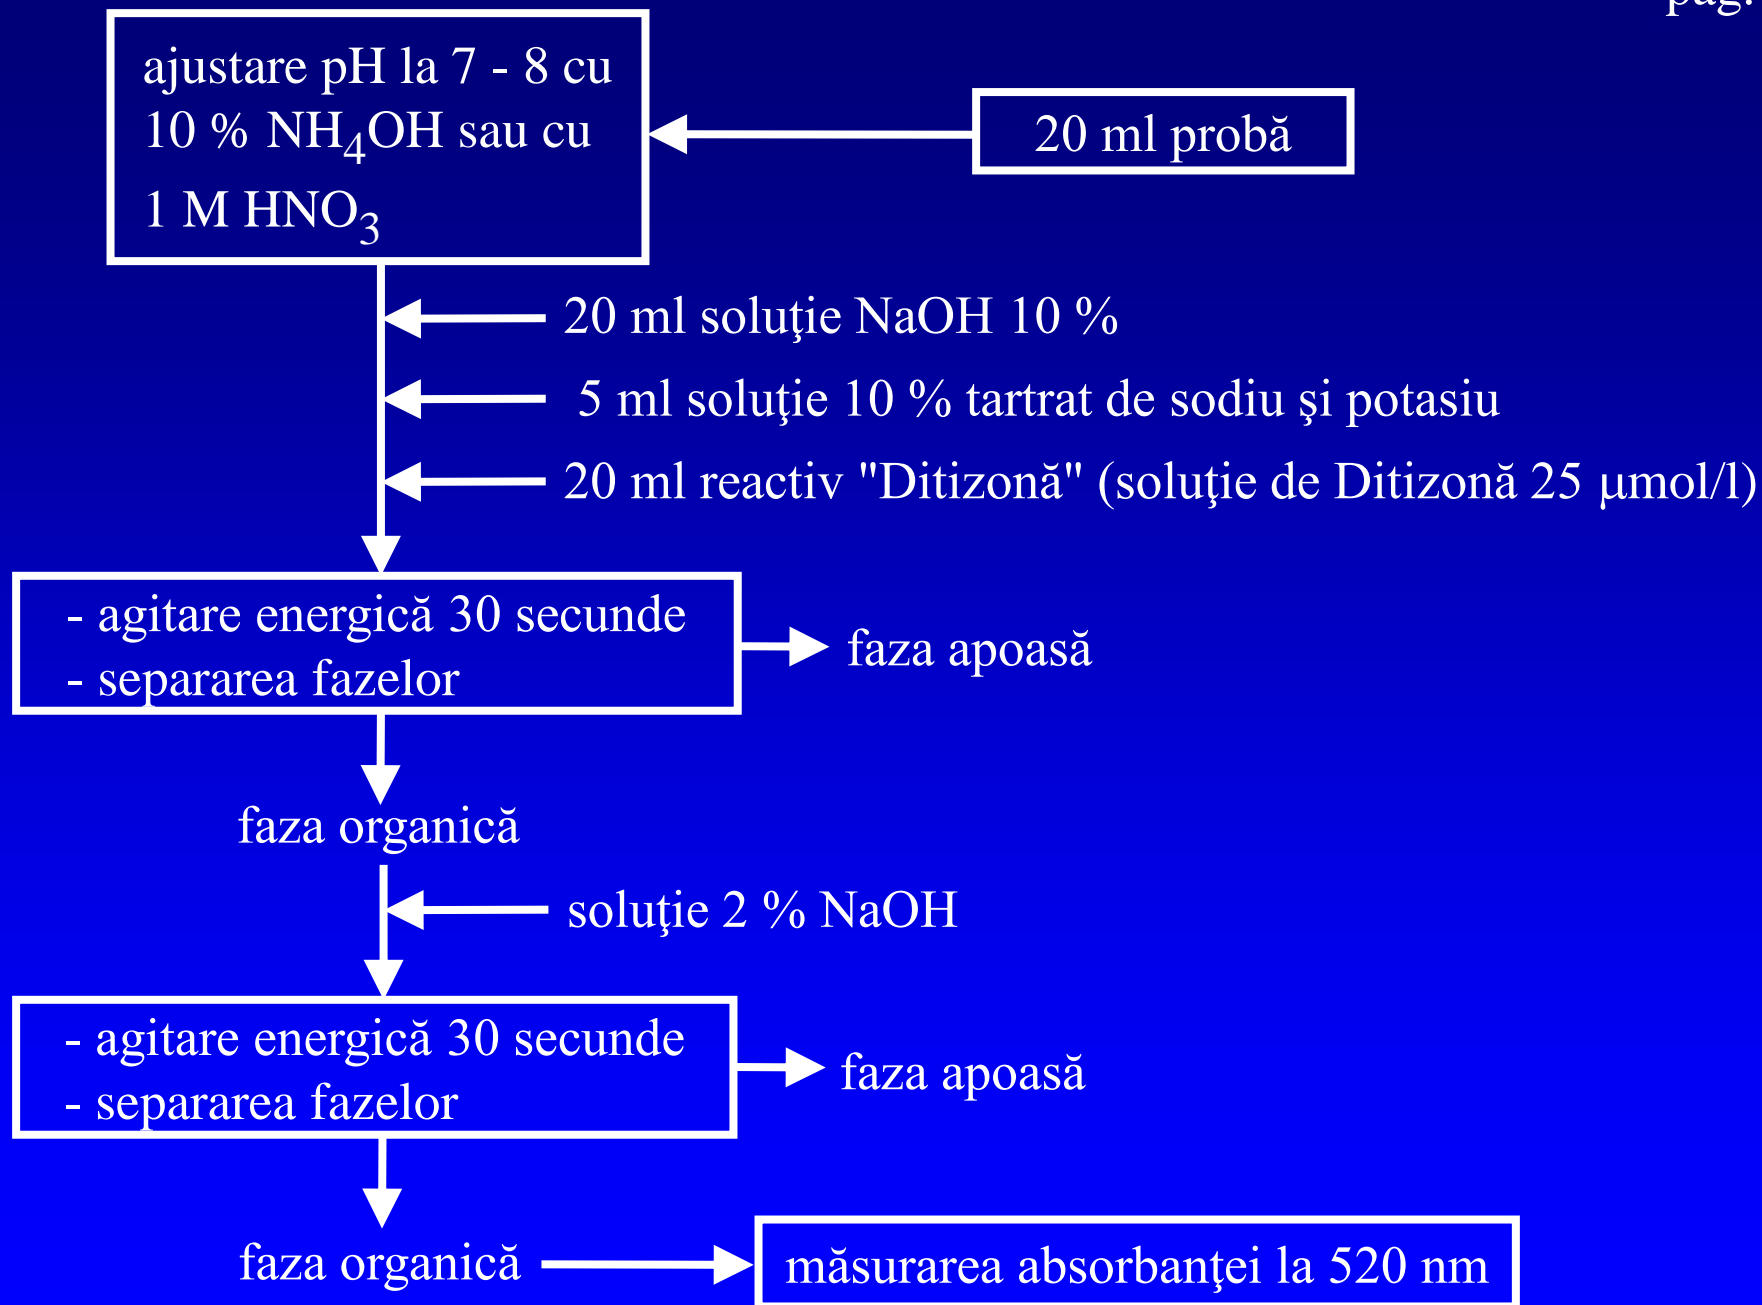 pag.
ajustare pH la 7 - 8 cu
10 % NH₄OH sau cu
1 M HNO₃
20 ml probă
20 ml soluţie NaOH 10 %
5 ml soluţie 10 % tartrat de sodiu şi potasiu
20 ml reactiv "Ditizonă" (soluţie de Ditizonă 25 μmol/l)
- agitare energică 30 secunde
- separarea fazelor
faza apoasă
faza organică
soluţie 2 % NaOH
- agitare energică 30 secunde
- separarea fazelor
faza apoasă
faza organică
măsurarea absorbanţei la 520 nm